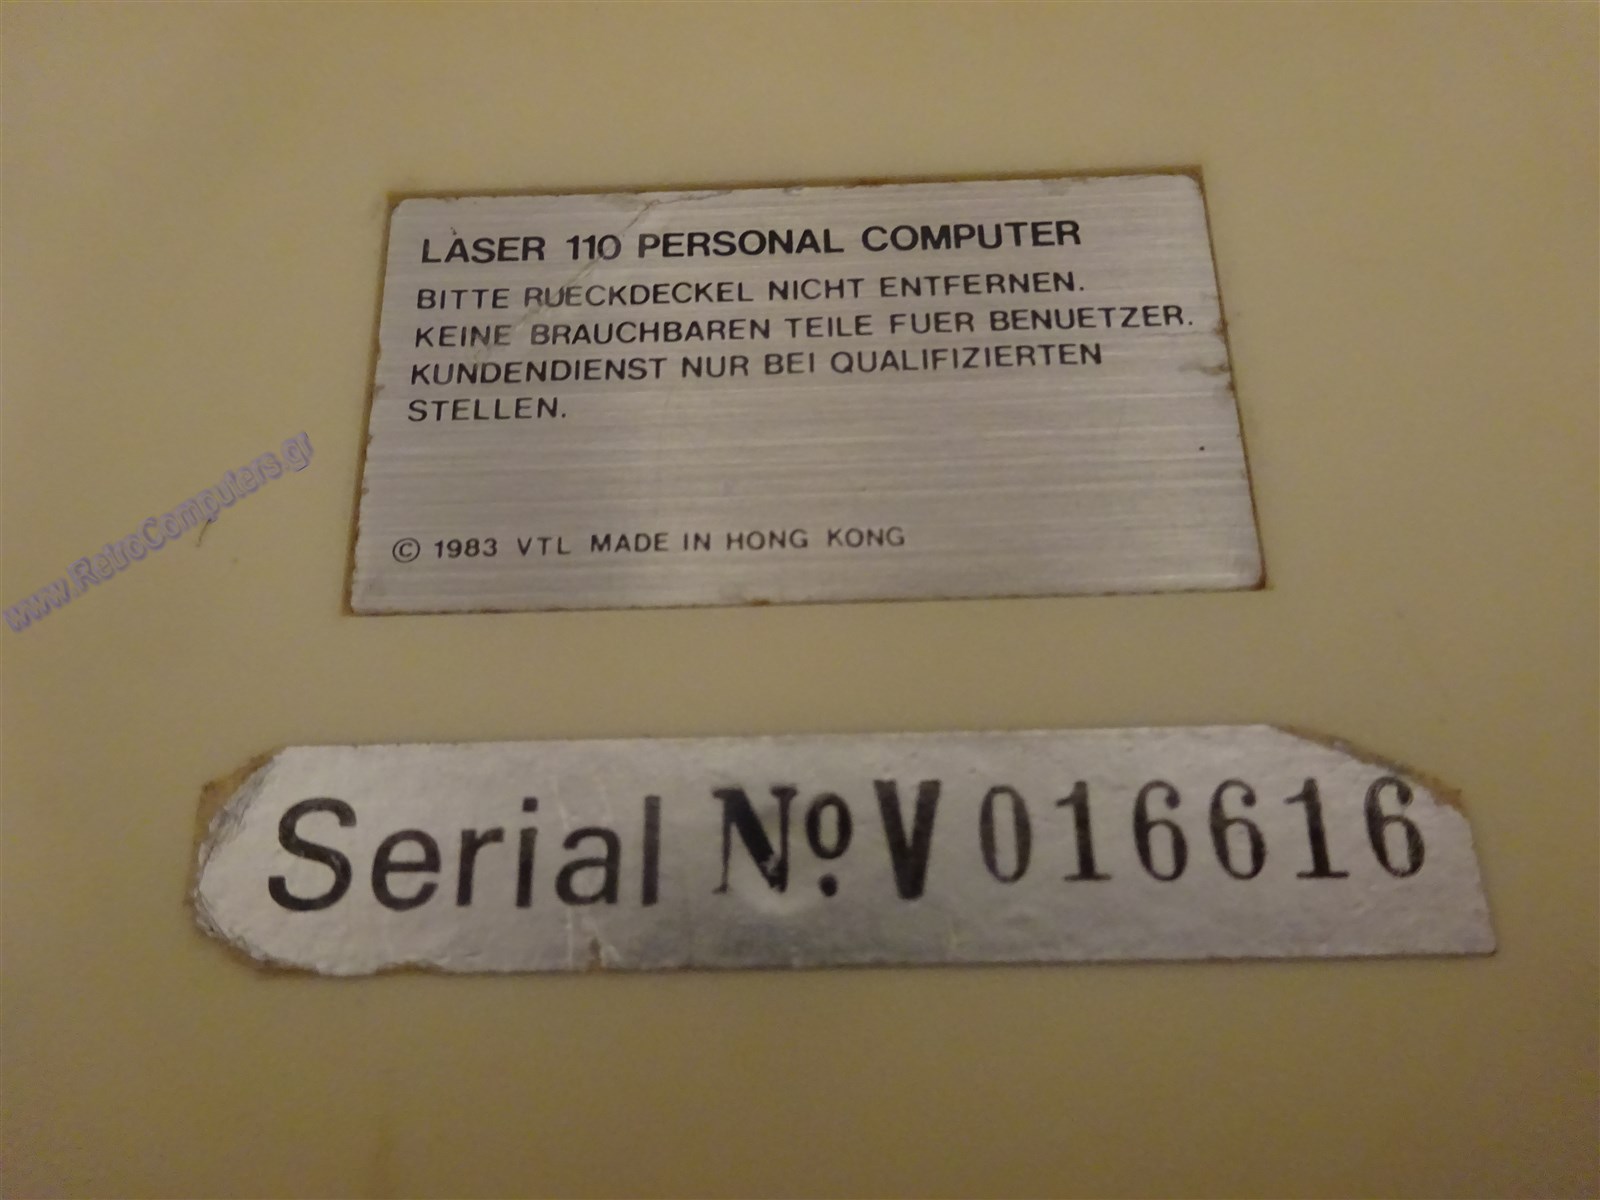 LASER 110 PERSONAL COMPUTER
BITTE RUECKDECKEL NICHT ENTFERNEN.
KEINE BRAUCHBAREN TEILE FUER BENUETZER.
KUNDENDIENST NUR BEI QUALIFIZIERTEN
STELLEN.
© 1983 VTL MADE IN HONG KONG
www.RetroComputers.gr
Serial No. V 016616